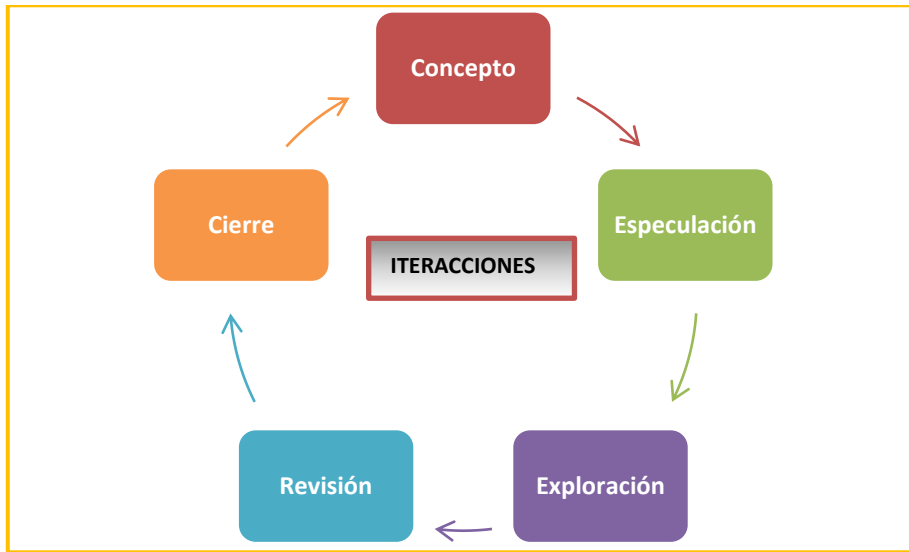 Concepto
Especulación
Exploración
Revisión
Cierre
ITERACCIONES